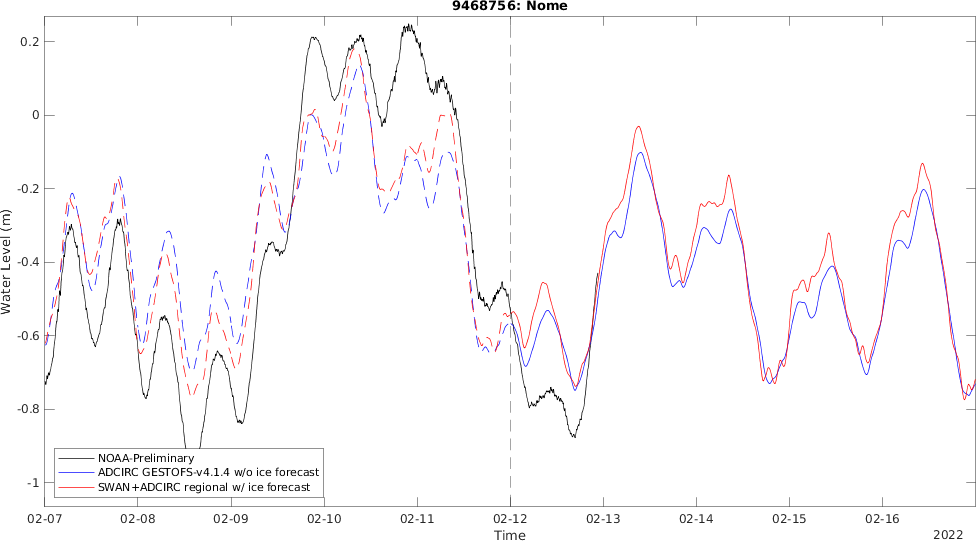 9468756: Nome
Water Level (m)
0.2
0
-0.2
-0.4
-0.6
-0.8
-1
NOAA-Preliminary
ADCIRC GESTOFS-v4.1.4 w/o ice forecast
SWAN+ADCIRC regional w/ ice forecast
02-07 02-08 02-09 02-10 02-11 02-12 02-13 02-14 02-15 02-16
Time
2022